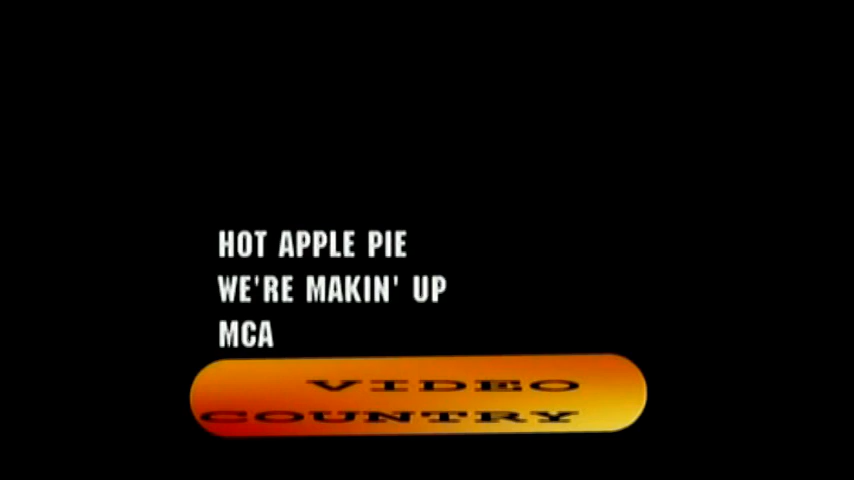 HOT APPLE PIE
WE'RE MAKIN' UP
MCA
VIDEO
COUNTRY